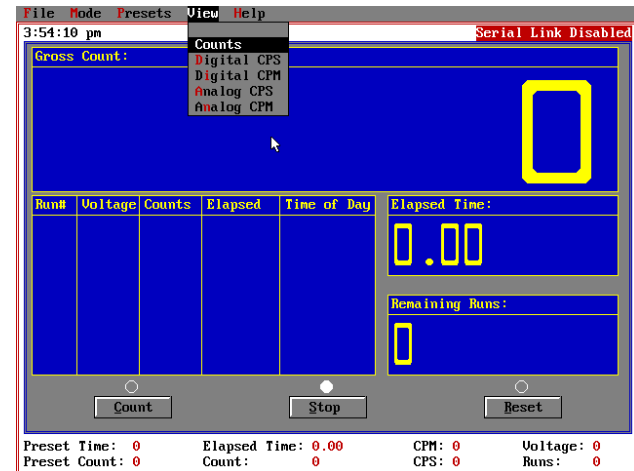 File Mode Presets View Help
3:54:10 pm Serial Link Disabled
Gross Count:
Counts
Digital CPS
Digital CPM
Analog CPS
Analog CPM
0
Run# Voltage Counts Elapsed Time of Day
Elapsed Time:
0.00
Remaining Runs:
0
Count Stop Reset
Preset Time: 0 Elapsed Time: 0.00 CPM: 0 Voltage: 0
Preset Count: 0 Count: 0 CPS: 0 Runs: 0